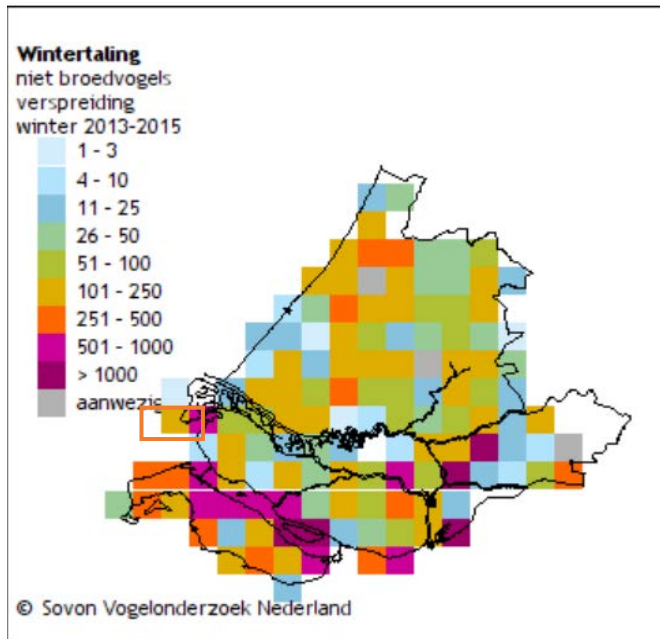 Wintertaling
niet broedvogels
verspreiding
winter 2013-2015
1 - 3
4 - 10
11 - 25
26 - 50
51 - 100
101 - 250
251 - 500
501 - 1000
> 1000
aanwezig
© Sovon Vogelonderzoek Nederland